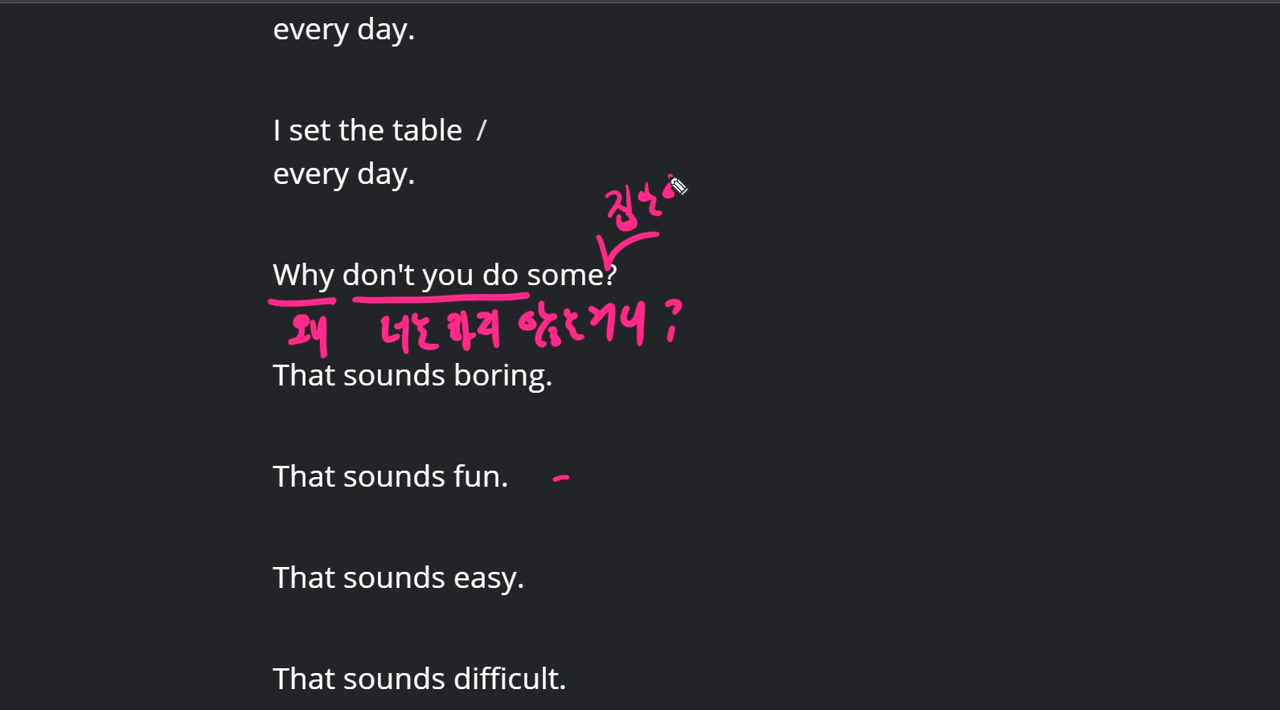 every day.
I set the table /
every day.
Why don't you do some?
왜 너는 하지 않는거니?
That sounds boring.
That sounds fun. -
That sounds easy.
That sounds difficult.